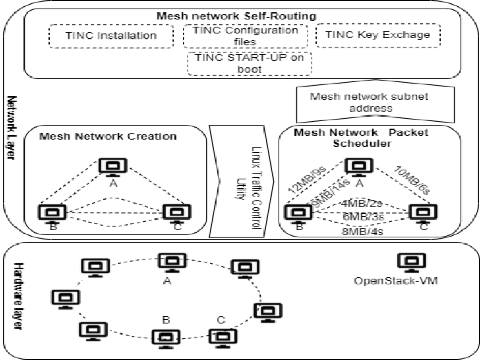 Mesh network Self-Routing
TINC Installation
TINC Configuration
files
TINC Key Exchage
TINC START-UP on
boot
Network Layer
Mesh network subnet
address
Mesh Network Creation
A
B
C
Linux Traffic Control
Utility
Mesh Network Packet
Scheduler
A
12MB/9s
5MB/14s
10MB/6s
4MB/2s
B
6MB/3s
C
8MB/4s
Hardware layer
A
B
C
OpenStack-VM